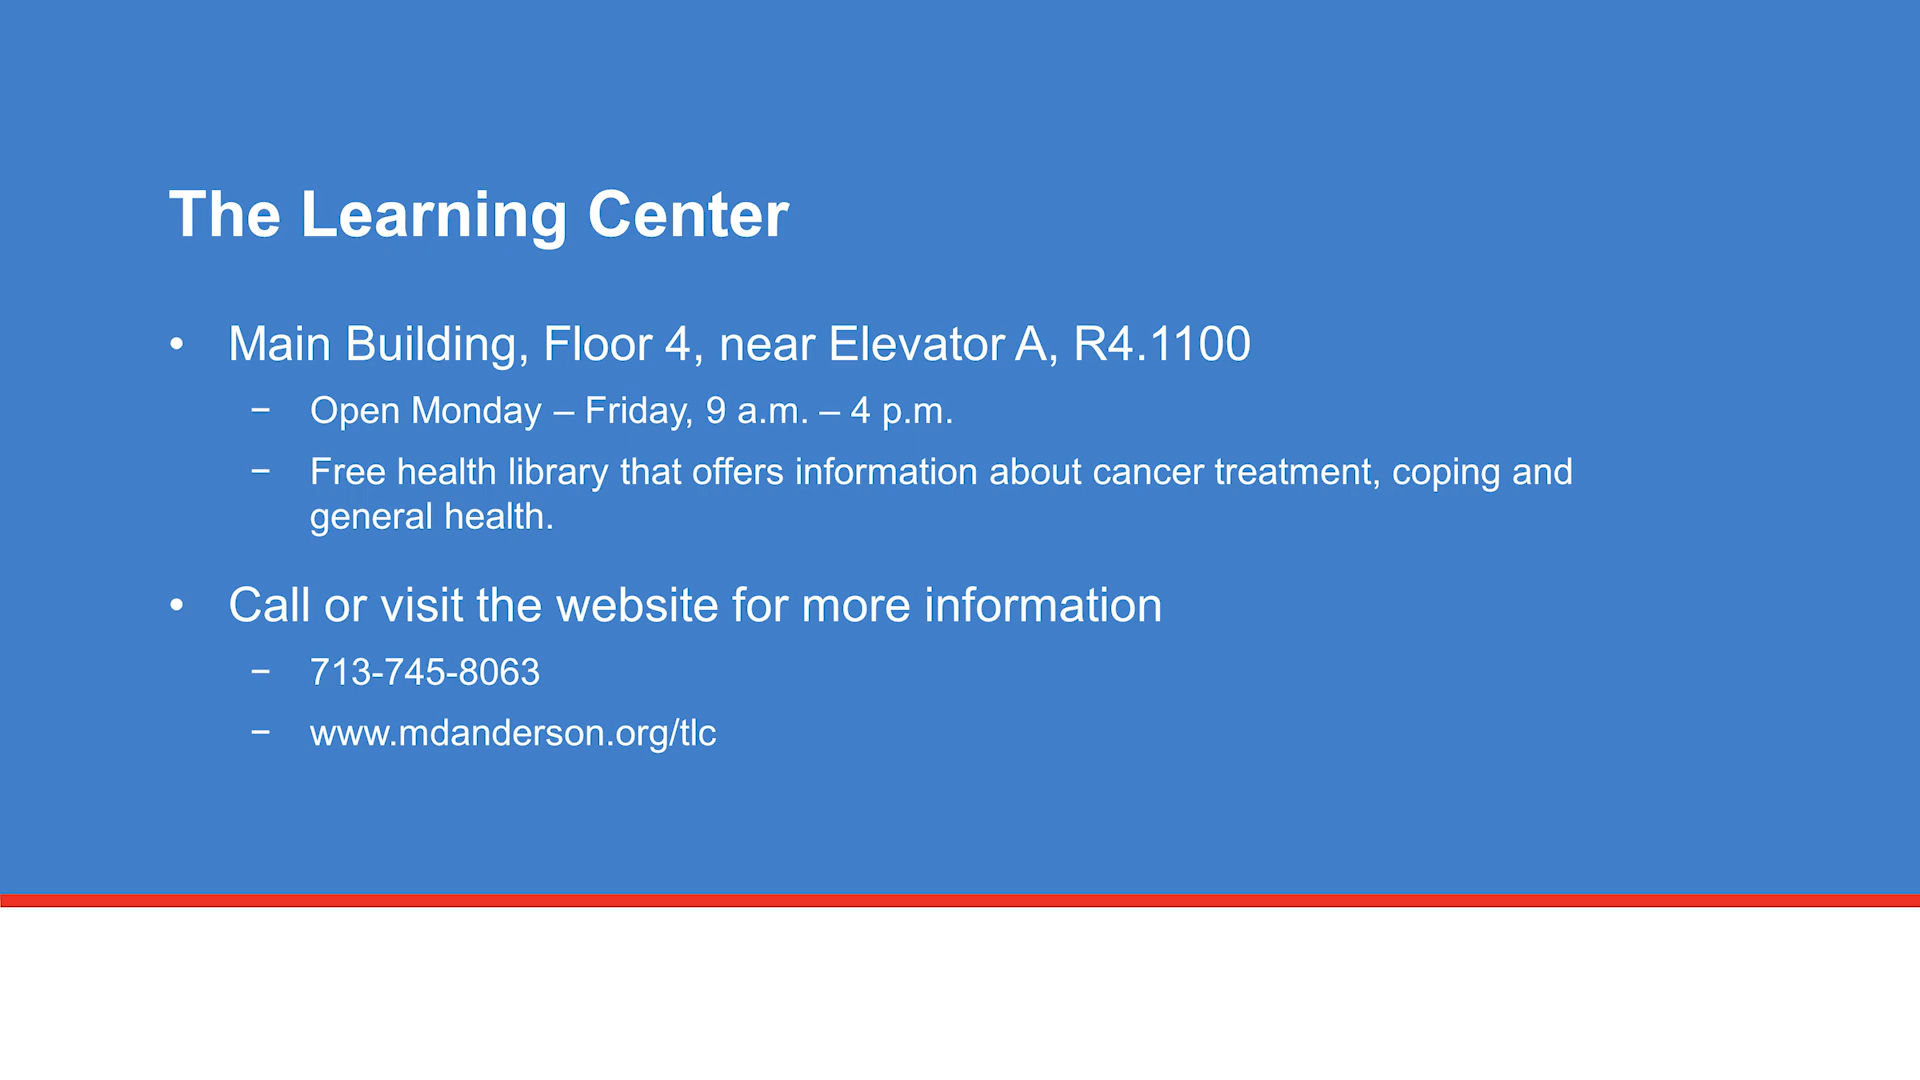 The Learning Center
• Main Building, Floor 4, near Elevator A, R4.1100
− Open Monday – Friday, 9 a.m. – 4 p.m.
− Free health library that offers information about cancer treatment, coping and
general health.
• Call or visit the website for more information
− 713-745-8063
− www.mdanderson.org/tlc